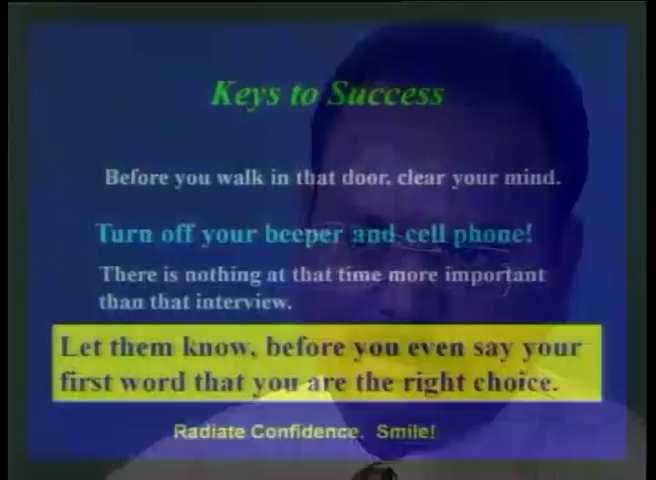 Keys to Success
Before you walk in that door, clear your mind.
Turn off your beeper and cell phone!
There is nothing at that time more important
than that interview.
Let them know, before you even say your
first word that you are the right choice.
Radiate Confidence. Smile!